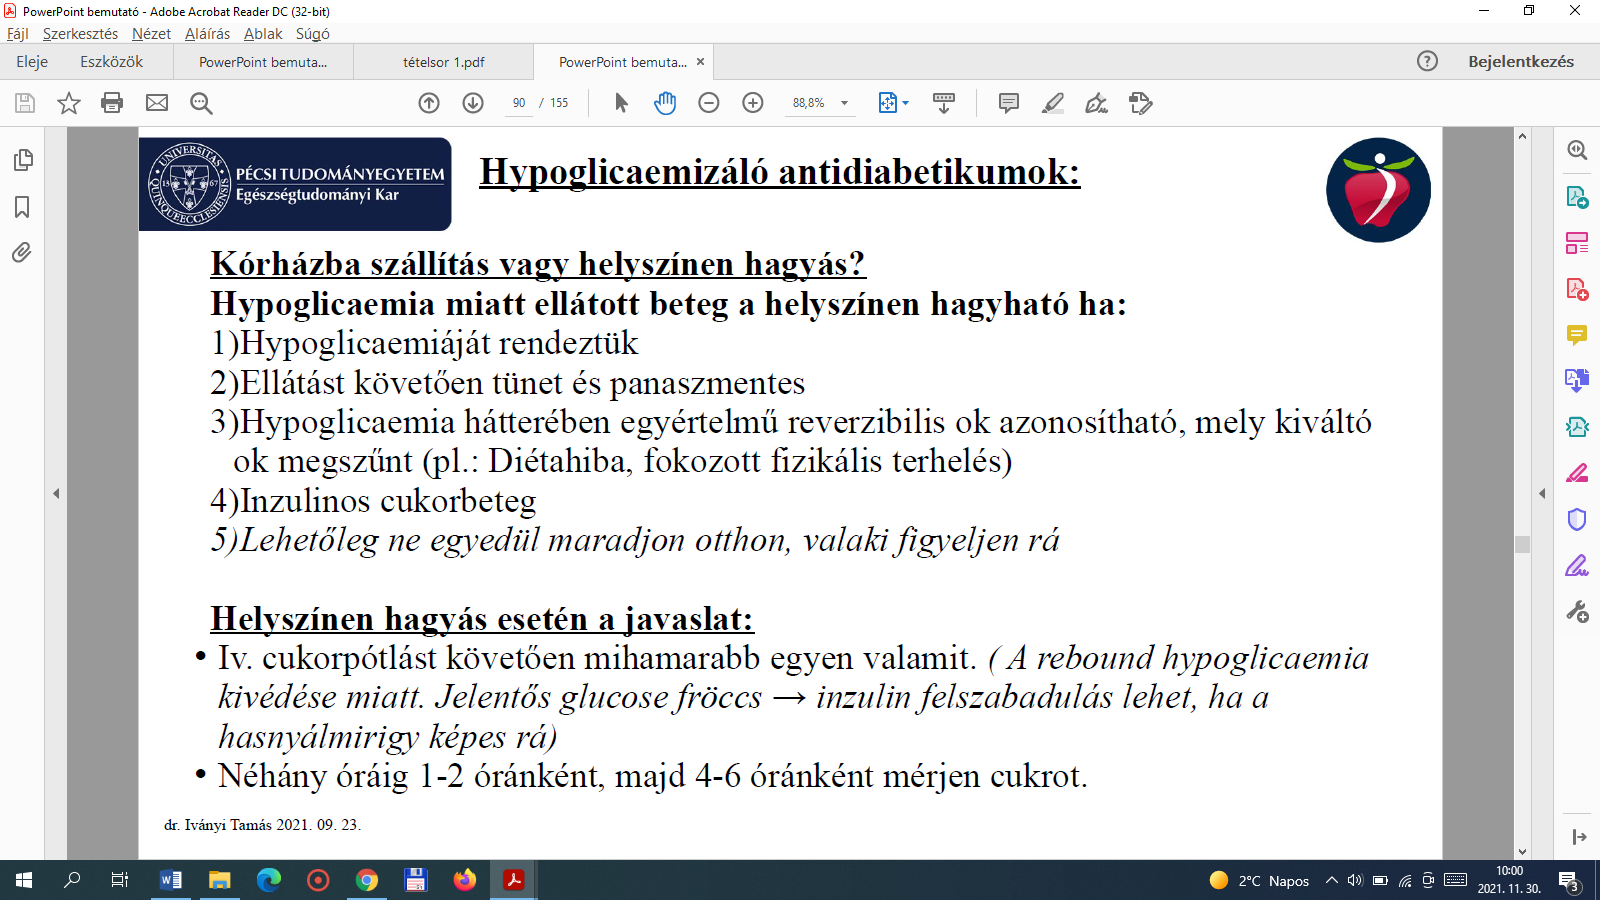 PowerPoint bemutató - Adobe Acrobat Reader DC (32-bit)
Fájl Szerkesztés Nézet Aláírás Ablak Súgó
Eleje Eszközök PowerPoint bemuta... tételsor 1.pdf PowerPoint bemuta... × Bejelentkezés
90 / 155 88,8%
UNIVERSITAS QUINQUEECCLESIENSIS 1367
PÉCSI TUDOMÁNYEGYETEM
Egészségtudományi Kar
Hypoglicaemizáló antidiabetikumok:
Kórházba szállítás vagy helyszínen hagyás?
Hypoglicaemia miatt ellátott beteg a helyszínen hagyható ha:
1)Hypoglicaemiáját rendeztük
2)Ellátást követően tünet és panaszmentes
3)Hypoglicaemia hátterében egyértelmű reverzibilis ok azonosítható, mely kiváltó
ok megszűnt (pl.: Diétahiba, fokozott fizikális terhelés)
4)Inzulinos cukorbeteg
5)Lehetőleg ne egyedül maradjon otthon, valaki figyeljen rá
Helyszínen hagyás esetén a javaslat:
• Iv. cukorpótlást követően mihamarabb egyen valamit. ( A rebound hypoglicaemia
kivédése miatt. Jelentős glucose fröccs → inzulin felszabadulás lehet, ha a
hasnyálmirigy képes rá)
• Néhány óráig 1-2 óránként, majd 4-6 óránként mérjen cukrot.
dr. Iványi Tamás 2021. 09. 23.
2°C Napos
10:00
2021. 11. 30.
3